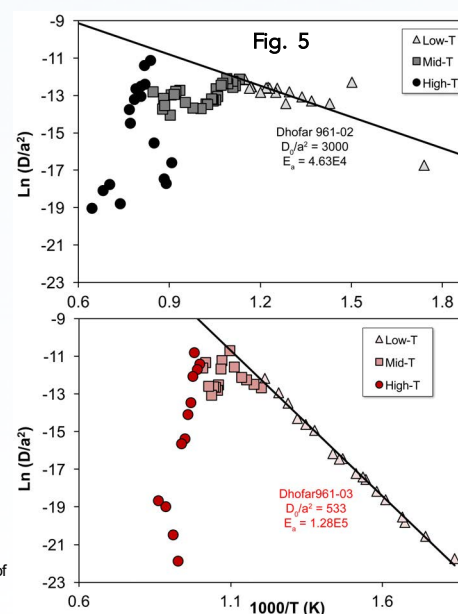 Fig. 5
Low-T
Mid-T
High-T
Dhofar 961-02
D₀/a² = 3000
Eₐ = 4.63E4
Ln (D/a²)
-9
-11
-13
-15
-17
-19
-21
-23
0.6 0.9 1.2 1.5 1.8
Low-T
Mid-T
High-T
Dhofar961-03
D₀/a² = 533
Eₐ = 1.28E5
Ln (D/a²)
-9
-11
-13
-15
-17
-19
-21
-23
0.6 1.1 1.6
1000/T (K)
of